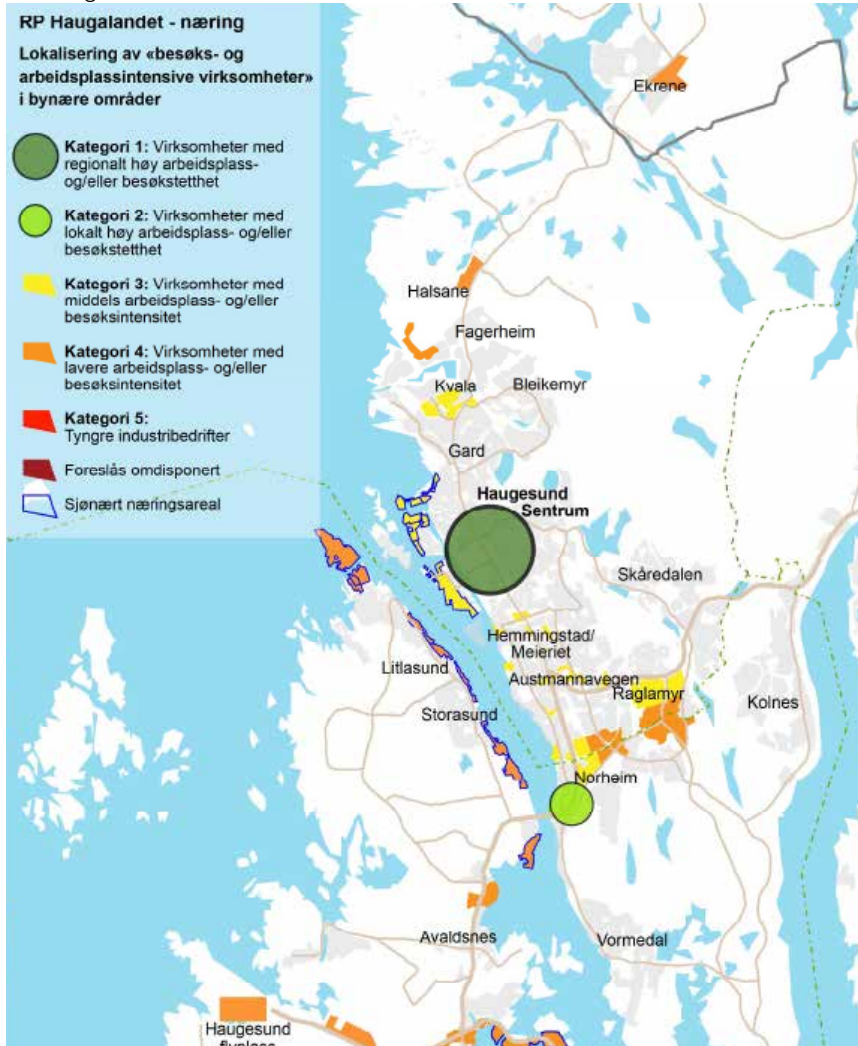 RP Haugalandet - næring
Lokalisering av «besøks- og
arbeidsplassintensive virksomheter»
i bynære områder
Kategori 1: Virksomheter med
regionalt høy arbeidsplass-
og/eller besøkstetthet
Kategori 2: Virksomheter med
lokalt høy arbeidsplass- og/eller
besøkstetthet
Kategori 3: Virksomheter med
middels arbeidsplass- og/eller
besøksintensitet
Kategori 4: Virksomheter med
lavere arbeidsplass- og/eller
besøksintensitet
Kategori 5:
Tyngre industribedrifter
Foreslås omdisponert
Sjønært næringsareal
Ekrene
Halsane
Fagerheim
Kvala
Bleikemyr
Gard
Haugesund
Sentrum
Skåredalen
Hemmingstad/
Meieriet
Litlasund
Austmannavegen
Raglamyr
Kolnes
Storasund
Norheim
Avaldsnes
Vormedal
Haugesund